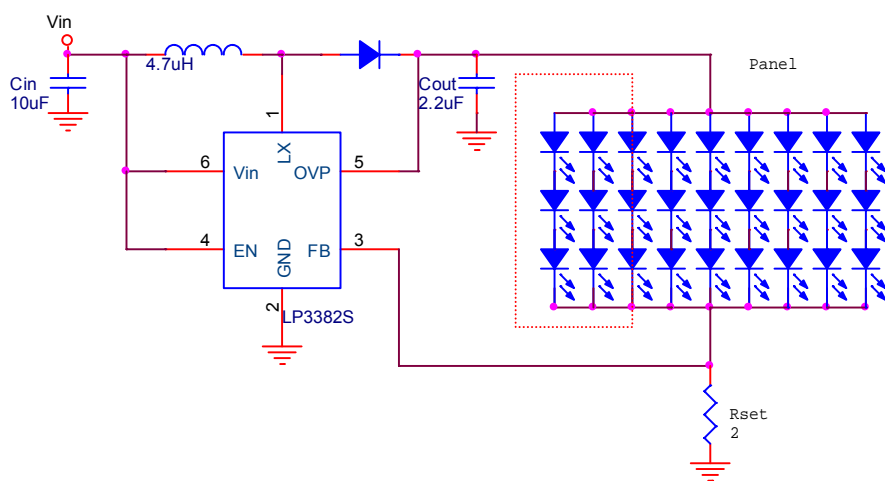 Vin
4.7uH
Panel
Cin
10uF
Cout
2.2uF
1
LX
6
Vin
OVP
5
4
EN
GND
FB
3
2
LP3382S
Rset
2